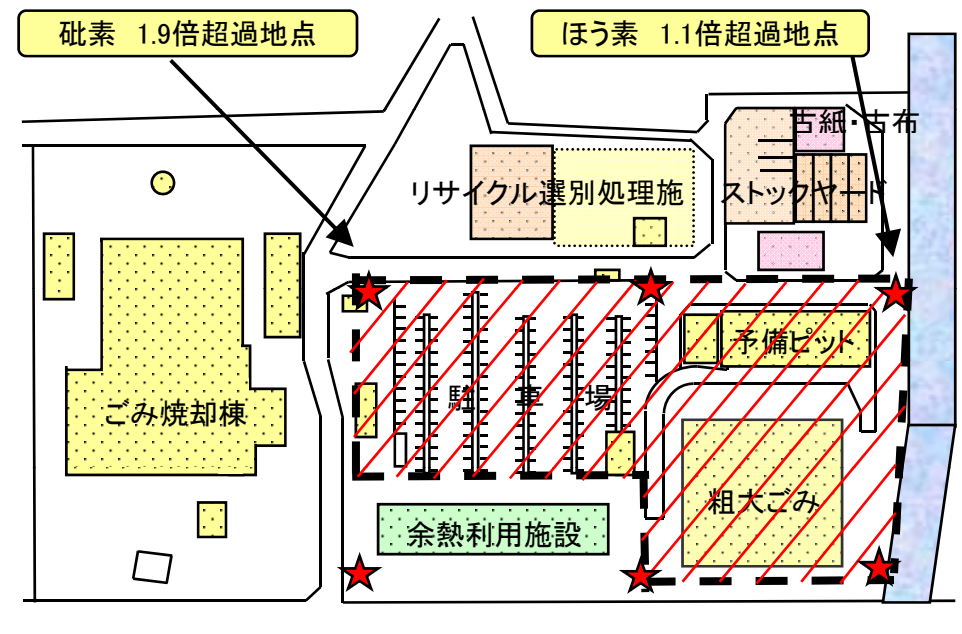 砒素 1.9倍超過地点
ほう素 1.1倍超過地点
古紙・古布
リサイクル選別処理施
ストックヤード
予備ピット
駐 車 場
ごみ焼却棟
粗大ごみ
余熱利用施設